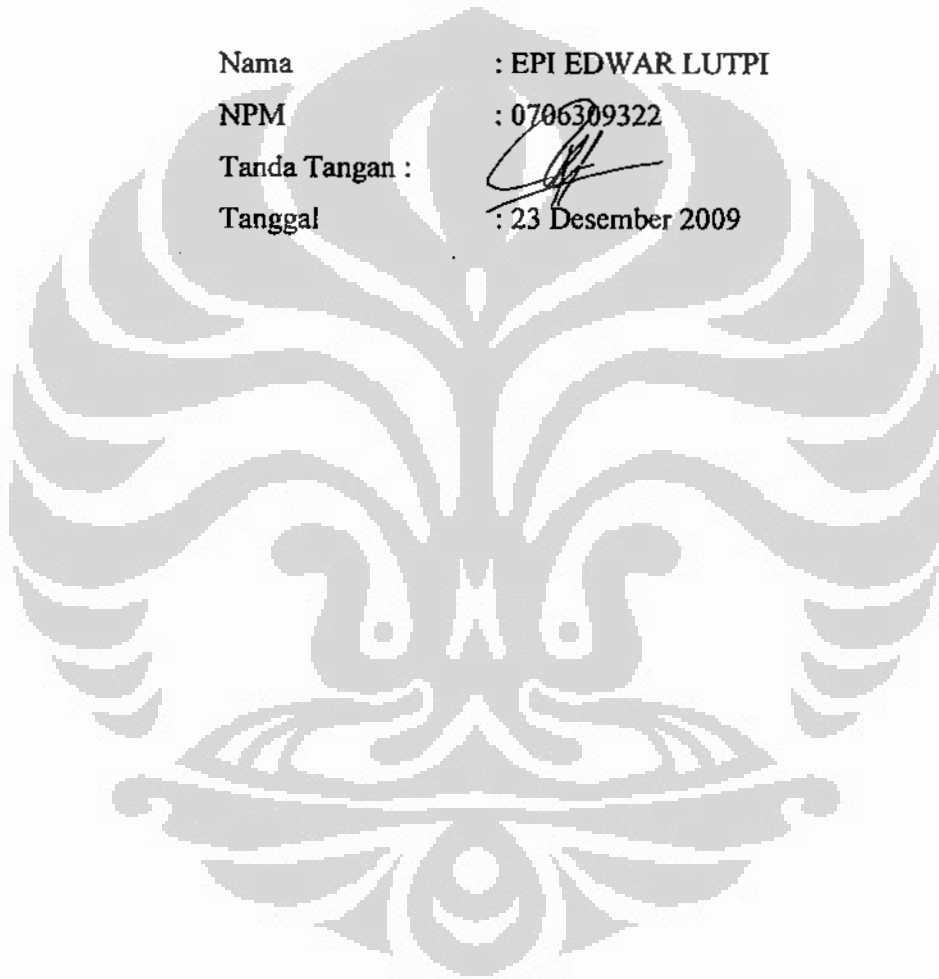 Nama : EPI EDWAR LUTPI
NPM : 0706309322
Tanda Tangan :
Tanggal : 23 Desember 2009